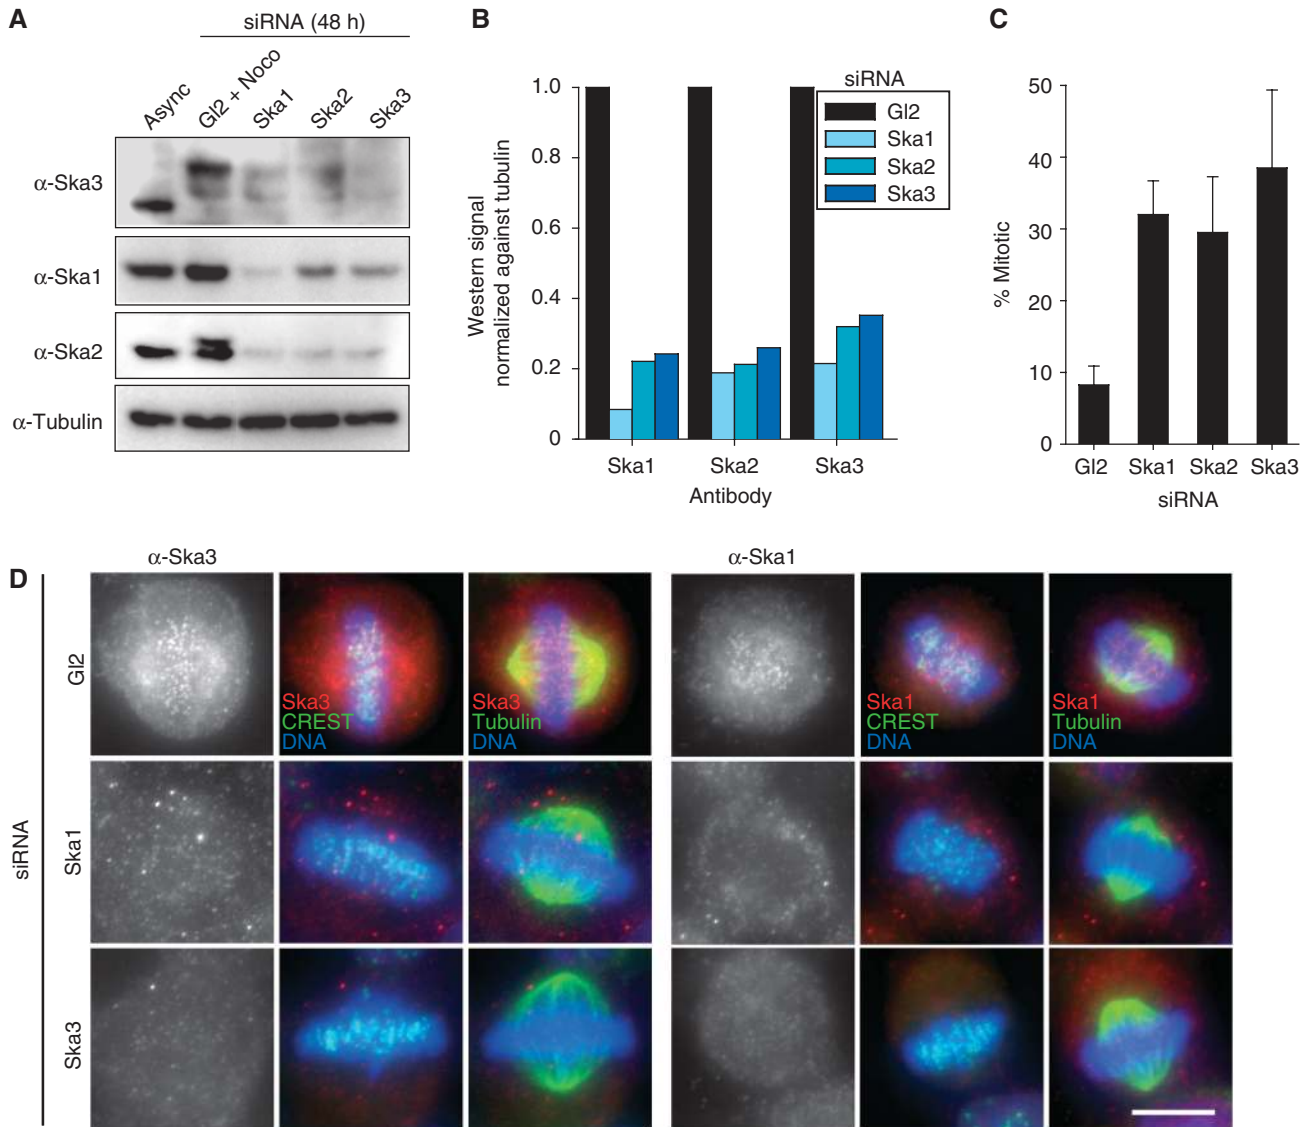 A
siRNA (48 h)
Async
Gl2 + Noco
Ska1
Ska2
Ska3
α-Ska3
α-Ska1
α-Ska2
α-Tubulin
B
Western signal
normalized against tubulin
1.0
0.8
0.6
0.4
0.2
0
siRNA
Gl2
Ska1
Ska2
Ska3
Ska1
Ska2
Ska3
Antibody
C
% Mitotic
50
40
30
20
10
0
Gl2
Ska1
Ska2
Ska3
siRNA
D
α-Ska3
α-Ska1
siRNA
Gl2
Ska3
CREST
DNA
Ska3
Tubulin
DNA
Ska1
CREST
DNA
Ska1
Tubulin
DNA
Ska1
Ska3